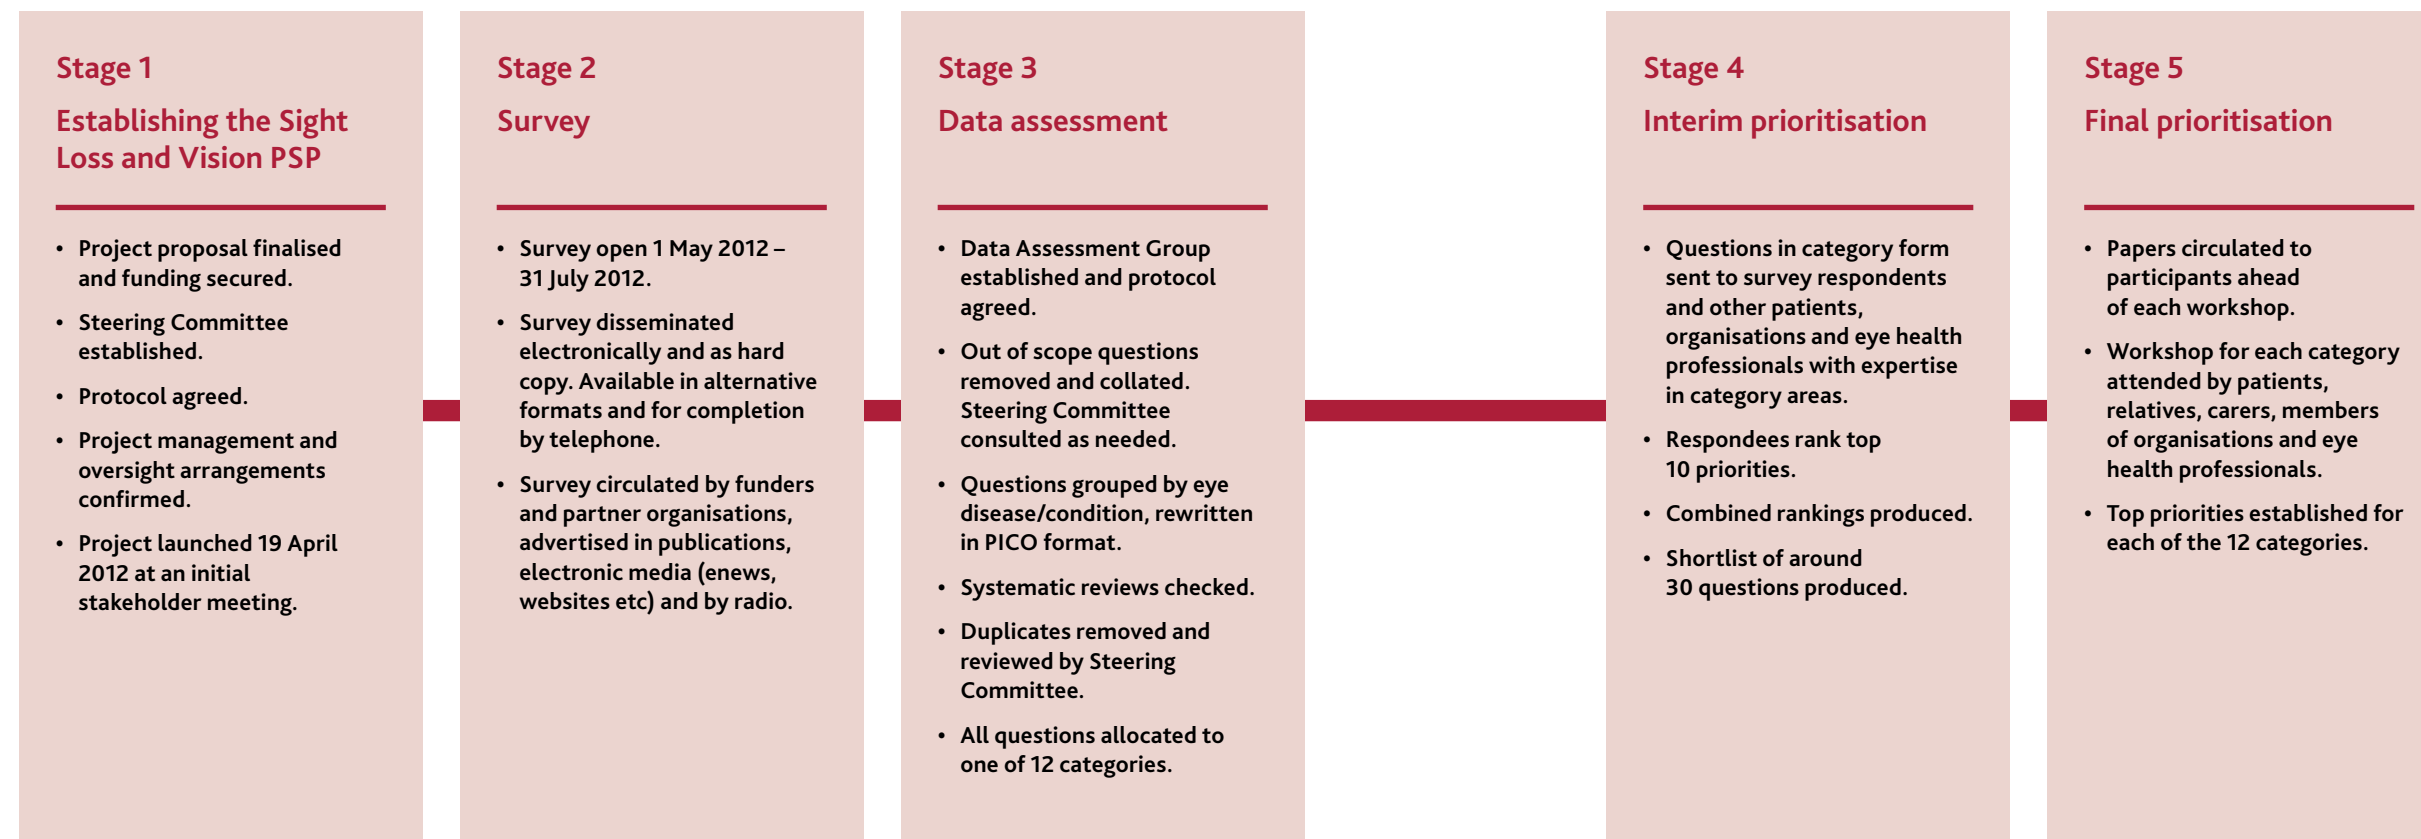 Stage 1
Establishing the Sight
Loss and Vision PSP
• Project proposal finalised
and funding secured.
• Steering Committee
established.
• Protocol agreed.
• Project management and
oversight arrangements
confirmed.
• Project launched 19 April
2012 at an initial
stakeholder meeting.
Stage 2
Survey
• Survey open 1 May 2012 –
31 July 2012.
• Survey disseminated
electronically and as hard
copy. Available in alternative
formats and for completion
by telephone.
• Survey circulated by funders
and partner organisations,
advertised in publications,
electronic media (enews,
websites etc) and by radio.
Stage 3
Data assessment
• Data Assessment Group
established and protocol
agreed.
• Out of scope questions
removed and collated.
Steering Committee
consulted as needed.
• Questions grouped by eye
disease/condition, rewritten
in PICO format.
• Systematic reviews checked.
• Duplicates removed and
reviewed by Steering
Committee.
• All questions allocated to
one of 12 categories.
Stage 4
Interim prioritisation
• Questions in category form
sent to survey respondents
and other patients,
organisations and eye health
professionals with expertise
in category areas.
• Respondees rank top
10 priorities.
• Combined rankings produced.
• Shortlist of around
30 questions produced.
Stage 5
Final prioritisation
• Papers circulated to
participants ahead
of each workshop.
• Workshop for each category
attended by patients,
relatives, carers, members
of organisations and eye
health professionals.
• Top priorities established for
each of the 12 categories.